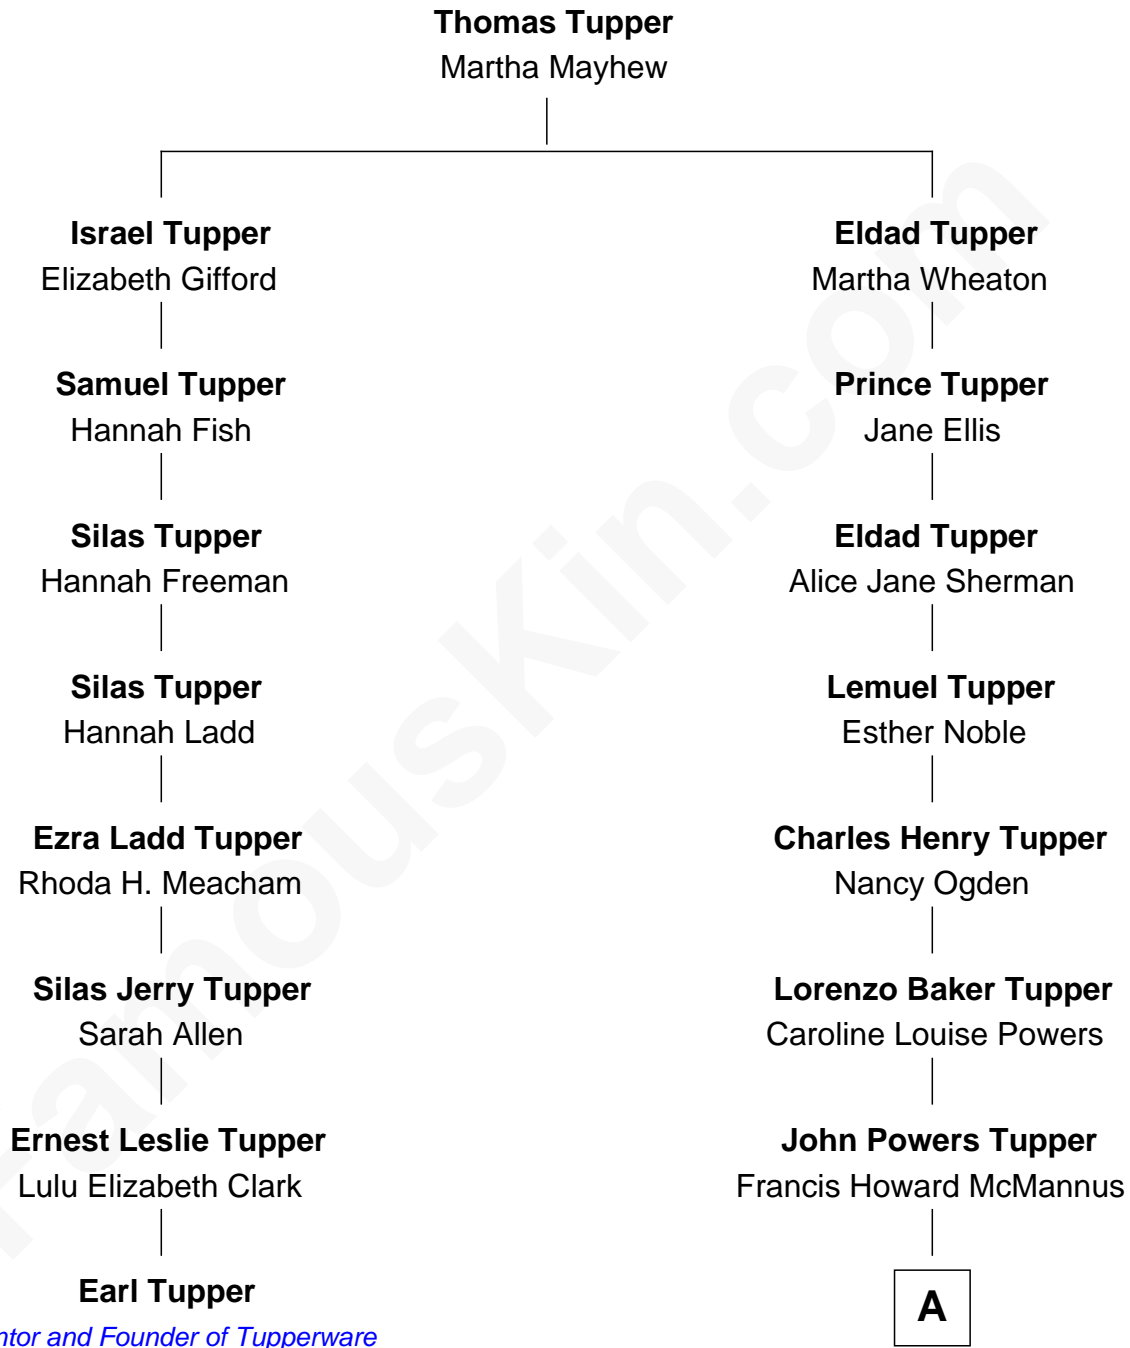 Thomas Tupper
Martha Mayhew
Israel Tupper
Elizabeth Gifford
Eldad Tupper
Martha Wheaton
Samuel Tupper
Hannah Fish
Prince Tupper
Jane Ellis
Silas Tupper
Hannah Freeman
Eldad Tupper
Alice Jane Sherman
Silas Tupper
Hannah Ladd
Lemuel Tupper
Esther Noble
Ezra Ladd Tupper
Rhoda H. Meacham
Charles Henry Tupper
Nancy Ogden
Silas Jerry Tupper
Sarah Allen
Lorenzo Baker Tupper
Caroline Louise Powers
Ernest Leslie Tupper
Lulu Elizabeth Clark
John Powers Tupper
Francis Howard McMannus
Earl Tupper
ntor and Founder of Tupperware
A
FamousKin.com